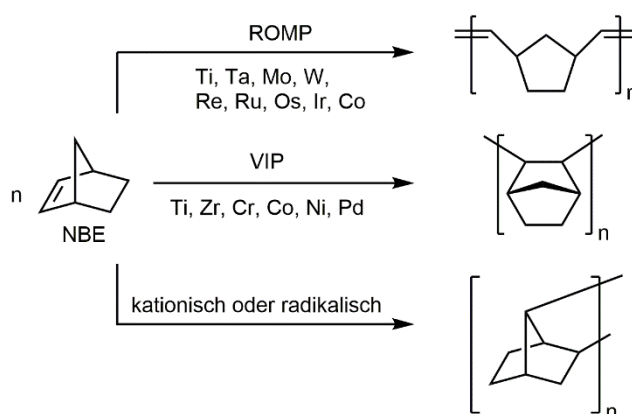 ROMP
Ti, Ta, Mo, W,
Re, Ru, Os, Ir, Co
n
VIP
n
Ti, Zr, Cr, Co, Ni, Pd
n
NBE
kationisch oder radikalisch
n